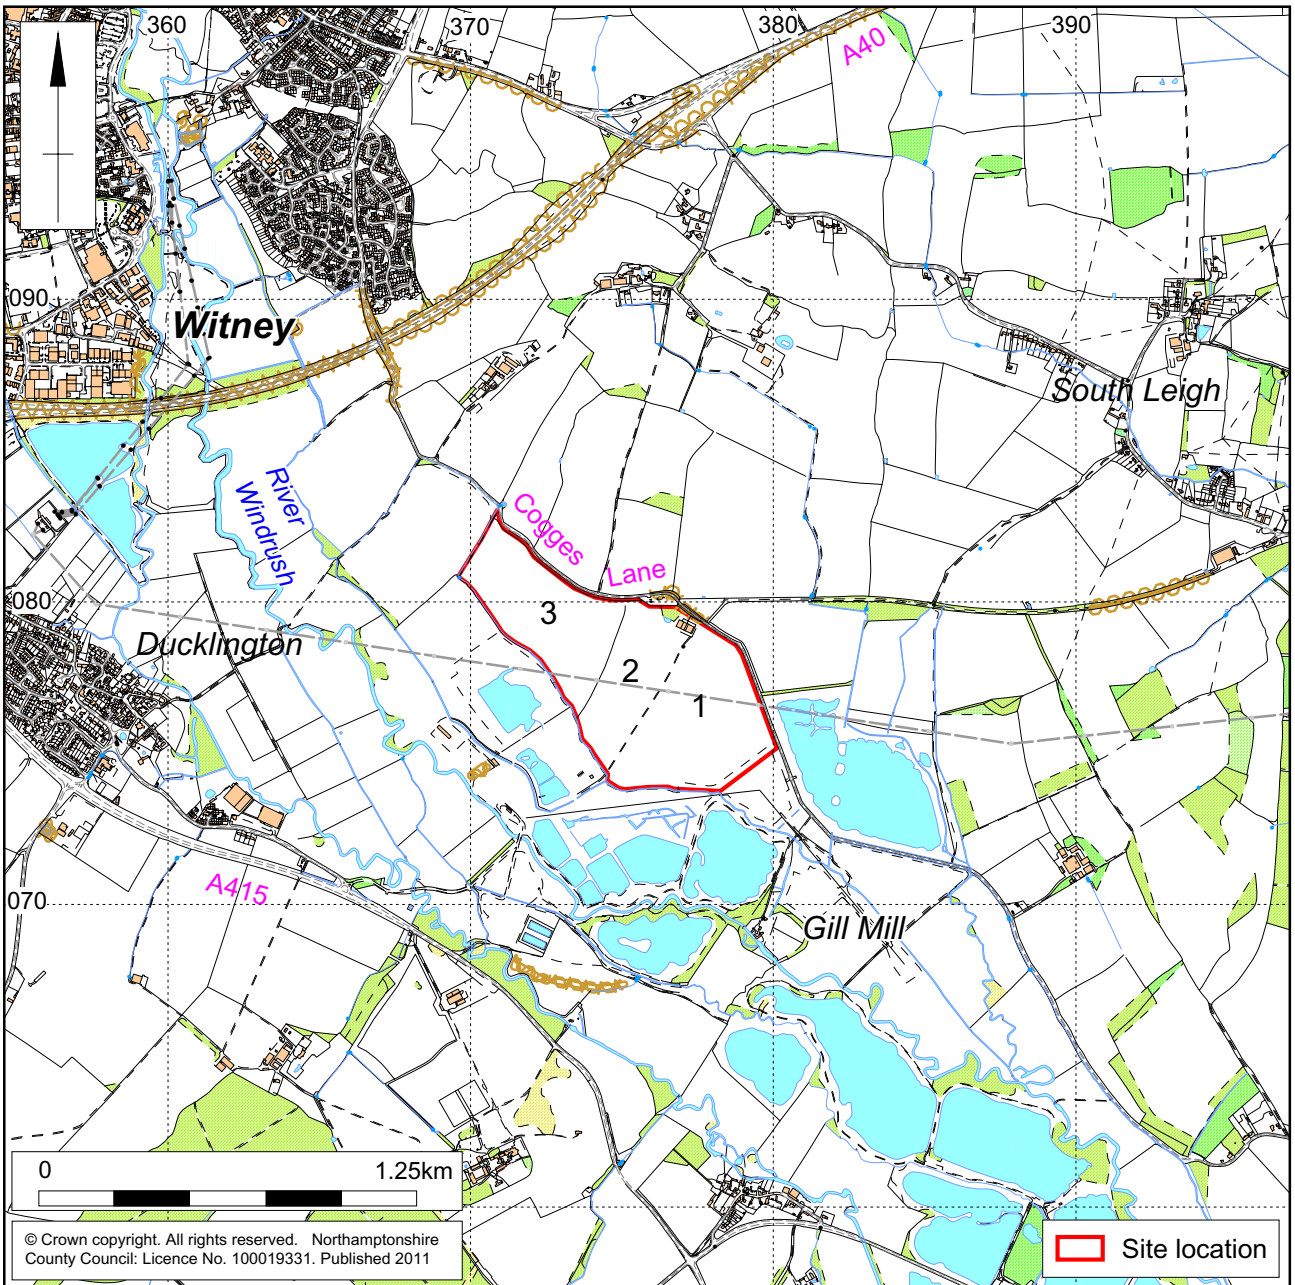 360
370
380
390
A40
090
Witney
South Leigh
River
Windrush
Cogges
Lane
080
3
Ducklington
2
1
A415
070
Gill Mill
0
1.25km
© Crown copyright. All rights reserved. Northamptonshire
County Council: Licence No. 100019331. Published 2011
Site location